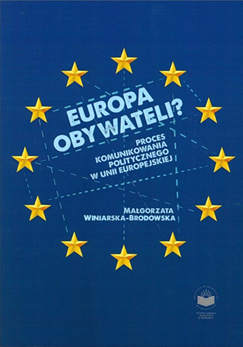 EUROPA
OBYWATELI?
PROCES
KOMUNIKOWANIA
POLITYCZNEGO
W UNII EUROPEJSKIEJ
MAŁGORZATA
WINIARSKA-BRODOWSKA